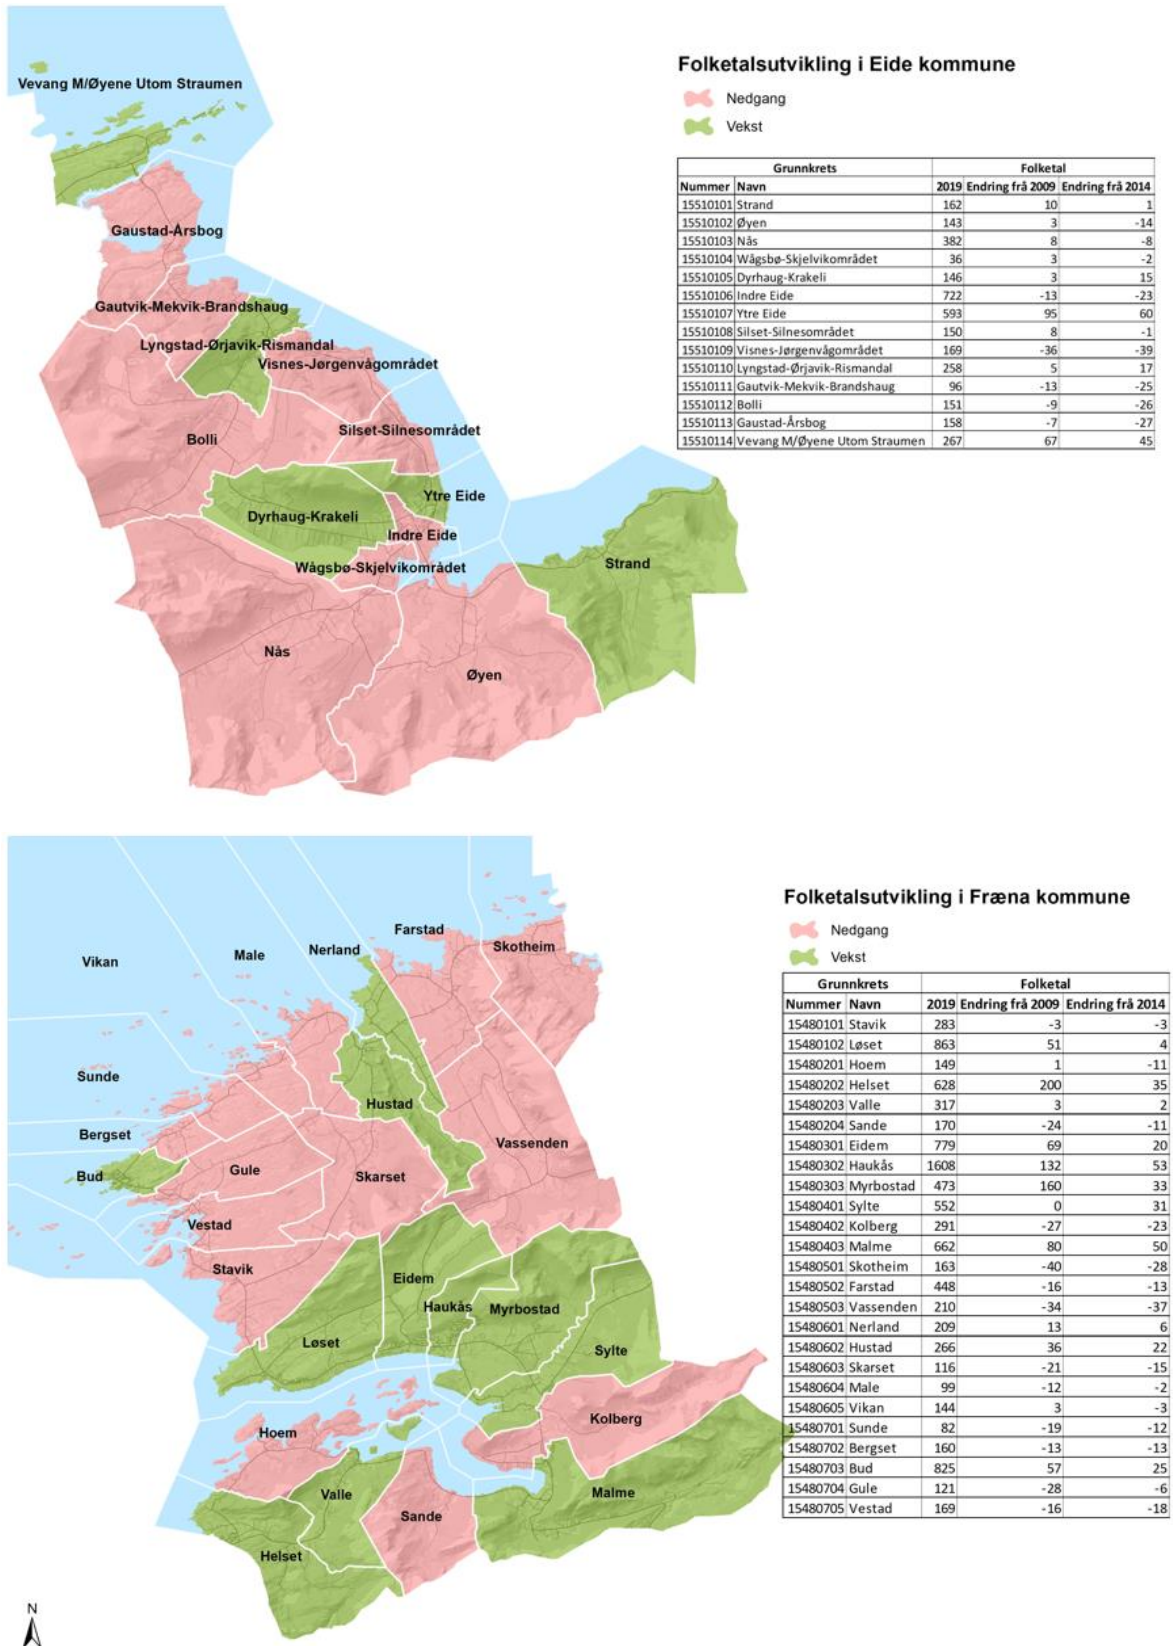 Vevang M/Øyene Utom Straumen
Gaustad-Årsbog
Gautvik-Mekvik-Brandshaug
Lyngstad-Ørjavik-Rismandal
Visnes-Jørgenvågområdet
Bolli
Silset-Silnesområdet
Ytre Eide
Dyrhaug-Krakeli
Indre Eide
Wågsbø-Skjelvikområdet
Strand
Nås
Øyen
Folketalsutvikling i Eide kommune
Nedgang
Vekst
Grunnkrets Folketal
Nummer Navn 2019 Endring frå 2009 Endring frå 2014
15510101 Strand 162 10 1
15510102 Øyen 143 3 -14
15510103 Nås 382 8 -8
15510104 Wågsbø-Skjelvikområdet 36 3 -2
15510105 Dyrhaug-Krakeli 146 3 15
15510106 Indre Eide 722 -13 -23
15510107 Ytre Eide 593 95 60
15510108 Silset-Silnesområdet 150 8 -1
15510109 Visnes-Jørgenvågområdet 169 -36 -39
15510110 Lyngstad-Ørjavik-Rismandal 258 5 17
15510111 Gautvik-Mekvik-Brandshaug 96 -13 -25
15510112 Bolli 151 -9 -26
15510113 Gaustad-Årsbog 158 -7 -27
15510114 Vevang M/Øyene Utom Straumen 267 67 45
Farstad
Skotheim
Nerland
Male
Vikan
Sunde
Hustad
Bergset
Vassenden
Bud
Gule
Skarset
Vestad
Stavik
Eidem
Haukås
Myrbostad
Løset
Sylte
Kolberg
Hoem
Valle
Malme
Sande
Helset
N
Folketalsutvikling i Fræna kommune
Nedgang
Vekst
Grunnkrets Folketal
Nummer Navn 2019 Endring frå 2009 Endring frå 2014
15480101 Stavik 283 -3 -3
15480102 Løset 863 51 4
15480201 Hoem 149 1 -11
15480202 Helset 628 200 35
15480203 Valle 317 3 2
15480204 Sande 170 -24 -11
15480301 Eidem 779 69 20
15480302 Haukås 1608 132 53
15480303 Myrbostad 473 160 33
15480401 Sylte 552 0 31
15480402 Kolberg 291 -27 -23
15480403 Malme 662 80 50
15480501 Skotheim 163 -40 -28
15480502 Farstad 448 -16 -13
15480503 Vassenden 210 -34 -37
15480601 Nerland 209 13 6
15480602 Hustad 266 36 22
15480603 Skarset 116 -21 -15
15480604 Male 99 -12 -2
15480605 Vikan 144 3 -3
15480701 Sunde 82 -19 -12
15480702 Bergset 160 -13 -13
15480703 Bud 825 57 25
15480704 Gule 121 -28 -6
15480705 Vestad 169 -16 -18